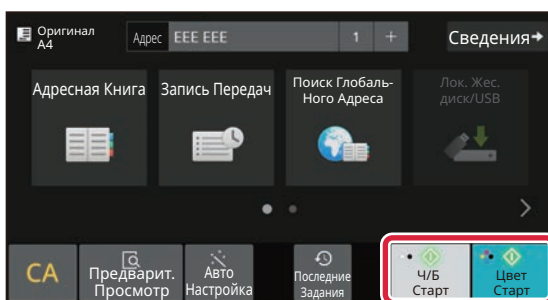 Оригинал
A4
Адрес
EEE EEE
1
+
Сведения
Адресная Книга
Запись Передач
Поиск Глобаль-
Ного Адреса
Лок. Жес.
диск/USB
CA
Предварит.
Просмотр
Авто
Настройка
Последние
Задания
Ч/Б
Старт
Цвет
Старт